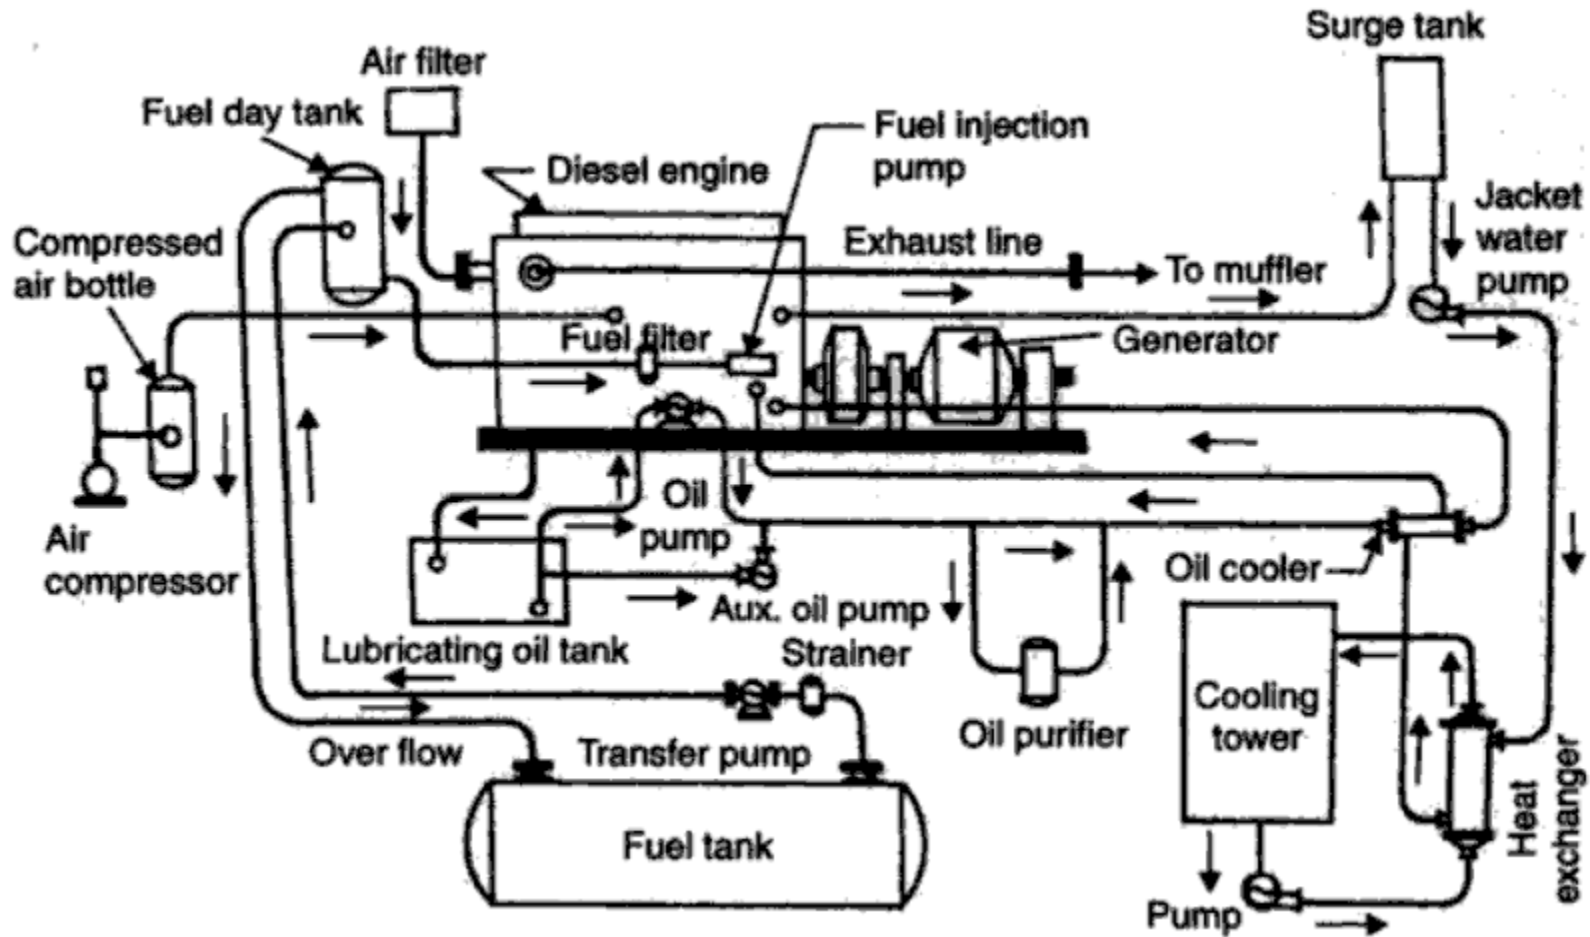 Surge tank
Air filter
Fuel day tank
Fuel injection
pump
Diesel engine
Jacket
water
pump
Compressed
air bottle
Exhaust line
To muffler
Fuel filter
Generator
Oil
pump
Air
compressor
Oil cooler
Aux. oil pump
Lubricating oil tank
Strainer
Cooling
tower
Oil purifier
Over flow
Transfer pump
Heat
exchanger
Fuel tank
Pump